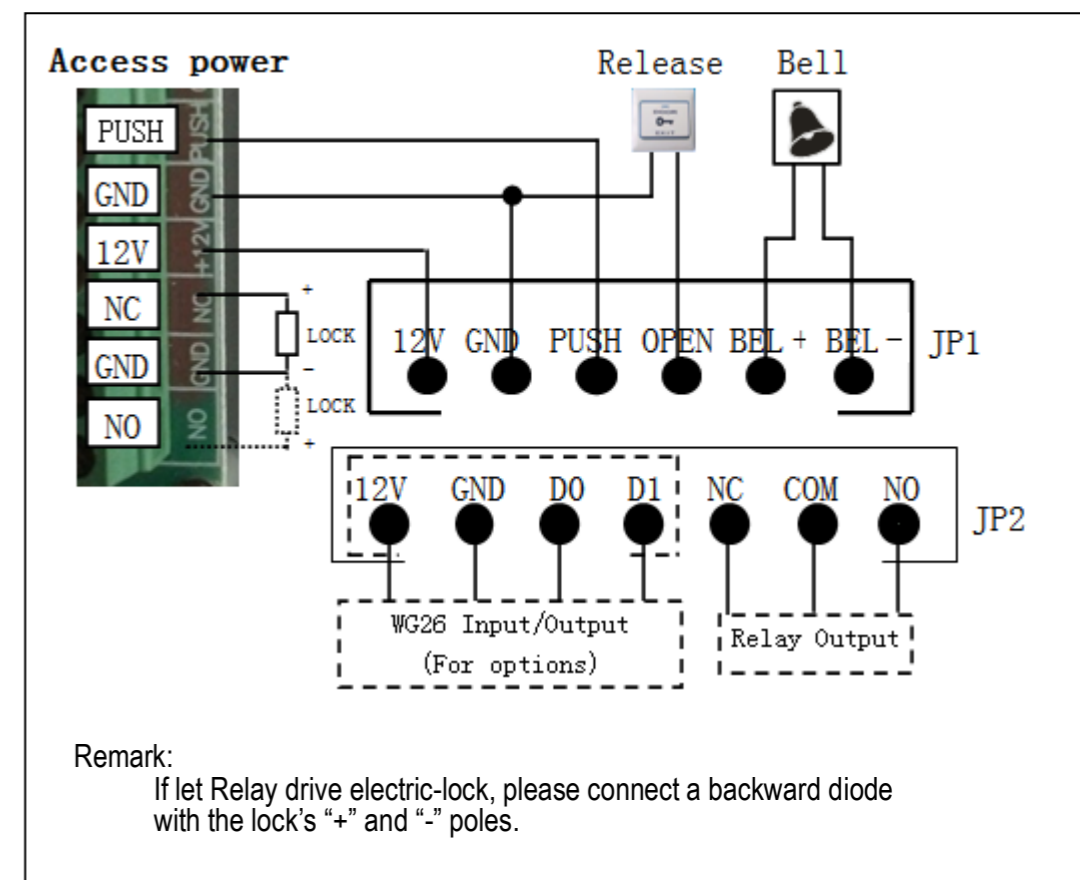 Access power
Release
Bell
PUSH
PUSH
GND
GND
12V
+12V
NC
NC
GND
GND
NO
NO
+
LOCK
-
LOCK
+
12V GND PUSH OPEN BEL + BEL -
JP1
12V GND D0 D1 NC COM NO
JP2
WG26 Input/Output
(For options)
Relay Output
Remark:
If let Relay drive electric-lock, please connect a backward diode
with the lock's “+” and “-” poles.